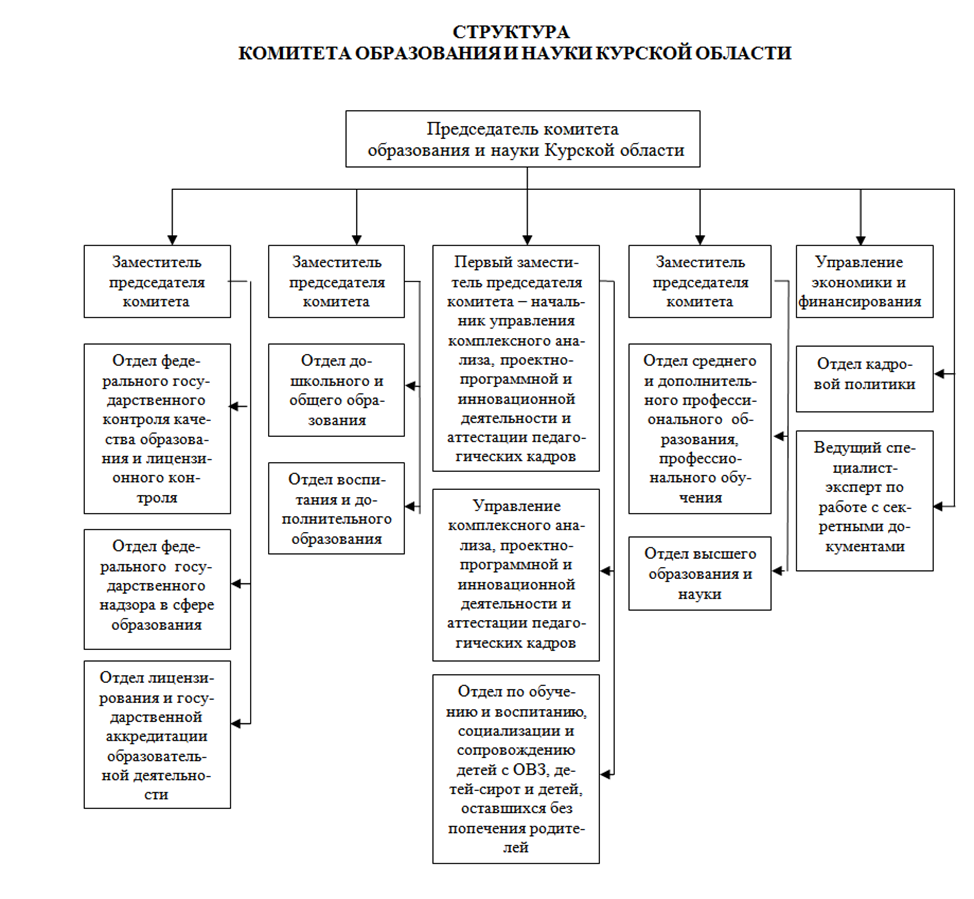 СТРУКТУРА
КОМИТЕТА ОБРАЗОВАНИЯ И НАУКИ КУРСКОЙ ОБЛАСТИ
Председатель комитета
образования и науки Курской области
Заместитель
председателя
комитета
Отдел феде-
рального госу-
дарственного
контроля каче-
ства образова-
ния и лицензи-
онного кон-
троля
Отдел феде-
рального госу-
дарственного
надзора в сфере
образования
Отдел лицензи-
рования и госу-
дарственной
аккредитации
образователь-
ной деятельно-
сти
Заместитель
председателя
комитета
Отдел до-
школьного и
общего обра-
зования
Отдел воспи-
тания и до-
полнительного
образования
Первый замести-
тель председателя
комитета – началь-
ник управления
комплексного ана-
лиза, проектно-
программной и
инновационной
деятельности и
аттестации педаго-
гических кадров
Управление
комплексного ана-
лиза, проектно-
программной и
инновационной
деятельности и
аттестации педаго-
гических кадров
Отдел по обуче-
нию и воспитанию,
социализации и
сопровождению
детей с ОВЗ, де-
тей-сирот и детей,
оставшихся без
попечения родите-
лей
Заместитель
председателя
комитета
Отдел среднего
и дополнитель-
ного професси-
онального об-
разования,
профессио-
нального обу-
чения
Отдел высшего
образования и
науки
Управление
экономики и
финансирования
Отдел кадро-
вой политики
Ведущий спе-
циалист-
эксперт по
работе с сек-
ретными до-
кументами